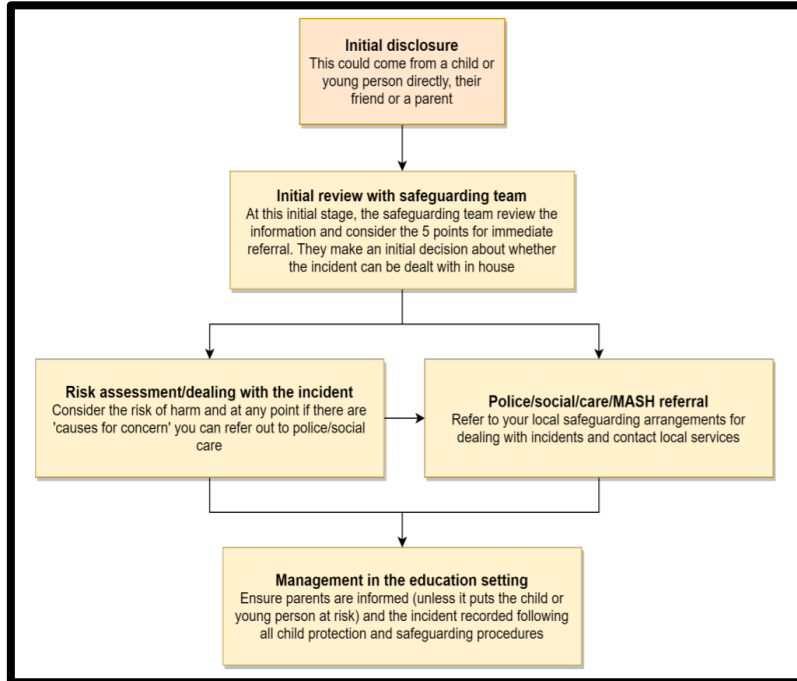 Initial disclosure
This could come from a child or
young person directly, their
friend or a parent
Initial review with safeguarding team
At this initial stage, the safeguarding team review the
information and consider the 5 points for immediate
referral. They make an initial decision about whether
the incident can be dealt with in house
Risk assessment/dealing with the incident
Consider the risk of harm and at any point if there are
'causes for concern' you can refer out to police/social
care
Police/social/care/MASH referral
Refer to your local safeguarding arrangements for
dealing with incidents and contact local services
Management in the education setting
Ensure parents are informed (unless it puts the child or
young person at risk) and the incident recorded following
all child protection and safeguarding procedures